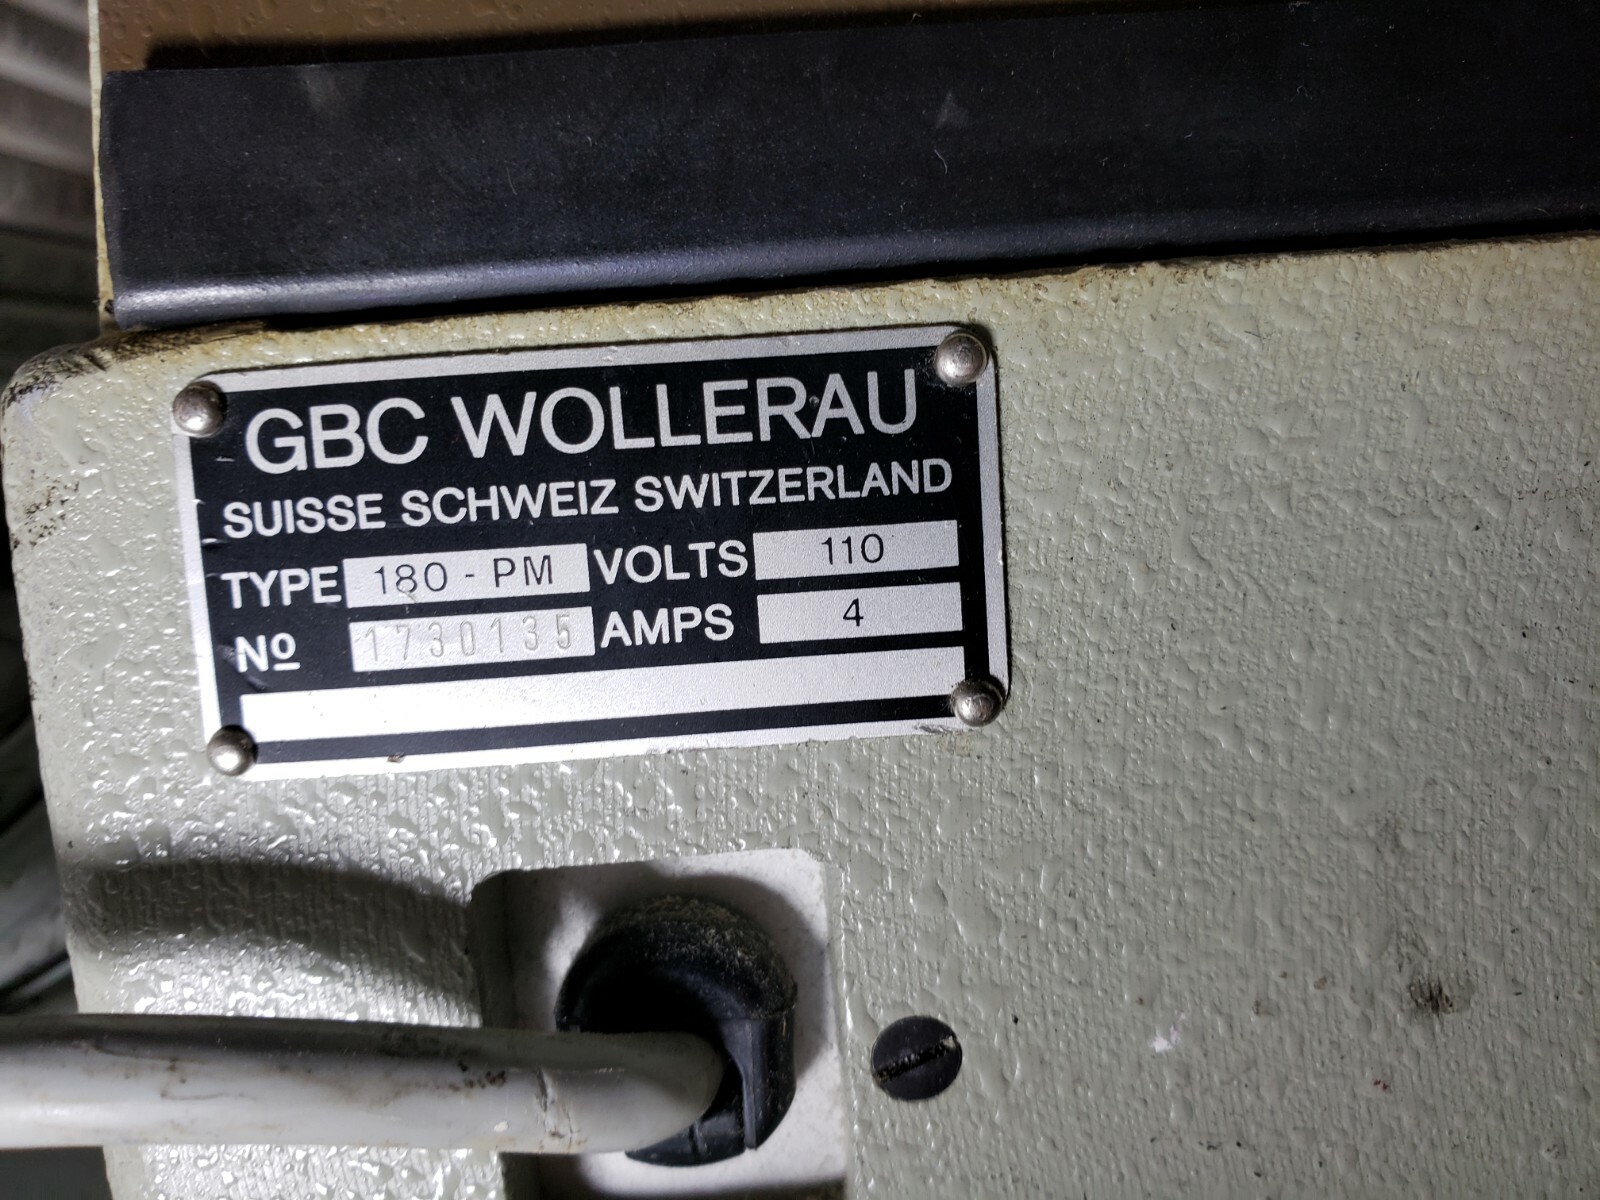 GBC WOLLERAU
SUISSE SCHWEIZ SWITZERLAND
TYPE 180 - PM VOLTS 110
Nº 1730135 AMPS 4